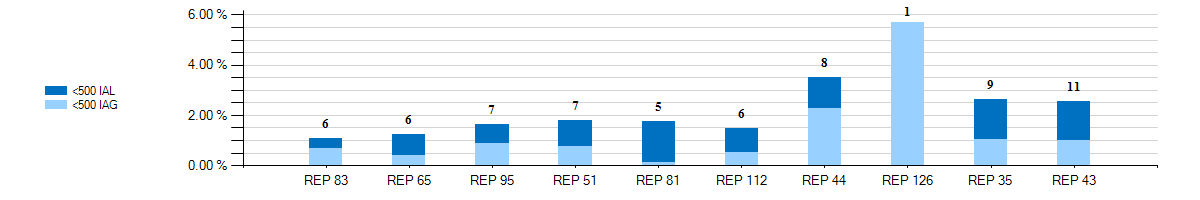 6.00 %
4.00 %
2.00 %
0.00 %
<500 IAL
<500 IAG
6
6
7
7
5
6
8
1
9
11
REP 83
REP 65
REP 95
REP 51
REP 81
REP 112
REP 44
REP 126
REP 35
REP 43